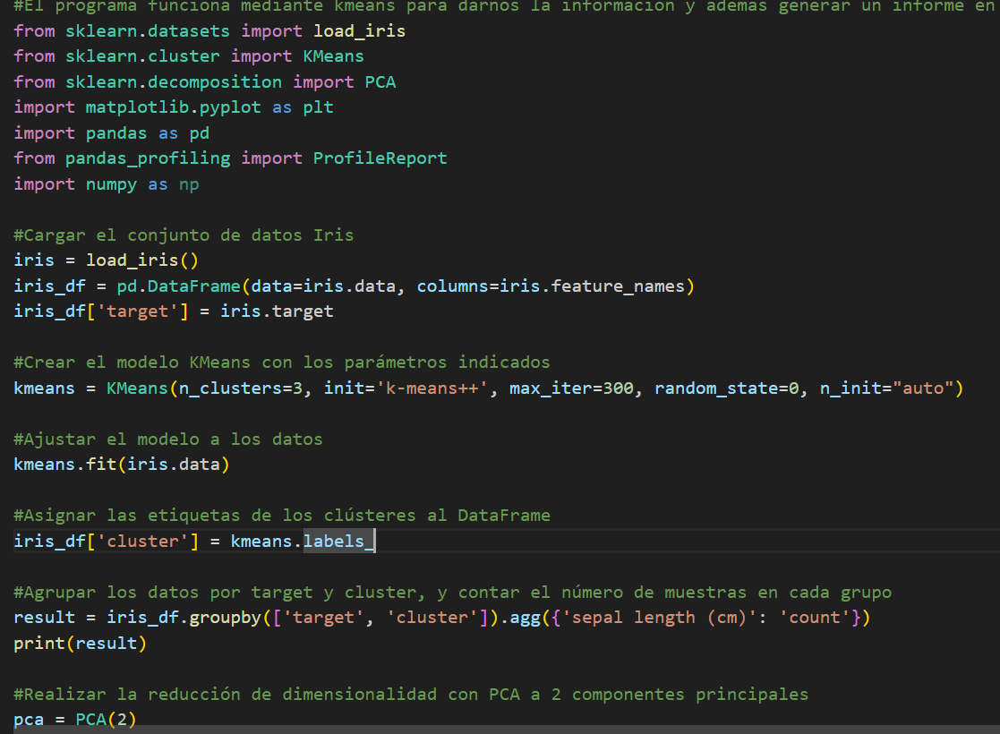 #El programa funciona mediante kmeans para darnos la informacion y ademas generar un informe en
from sklearn.datasets import load_iris
from sklearn.cluster import KMeans
from sklearn.decomposition import PCA
import matplotlib.pyplot as plt
import pandas as pd
from pandas_profiling import ProfileReport
import numpy as np
#Cargar el conjunto de datos Iris
iris = load_iris()
iris_df = pd.DataFrame(data=iris.data, columns=iris.feature_names)
iris_df['target'] = iris.target
#Crear el modelo KMeans con los parámetros indicados
kmeans = KMeans(n_clusters=3, init='k-means++', max_iter=300, random_state=0, n_init="auto")
#Ajustar el modelo a los datos
kmeans.fit(iris.data)
#Asignar las etiquetas de los clústeres al DataFrame
iris_df['cluster'] = kmeans.labels_
#Agrupar los datos por target y cluster, y contar el número de muestras en cada grupo
result = iris_df.groupby(['target', 'cluster']).agg({'sepal length (cm)': 'count'})
print(result)
#Realizar la reducción de dimensionalidad con PCA a 2 componentes principales
pca = PCA(2)